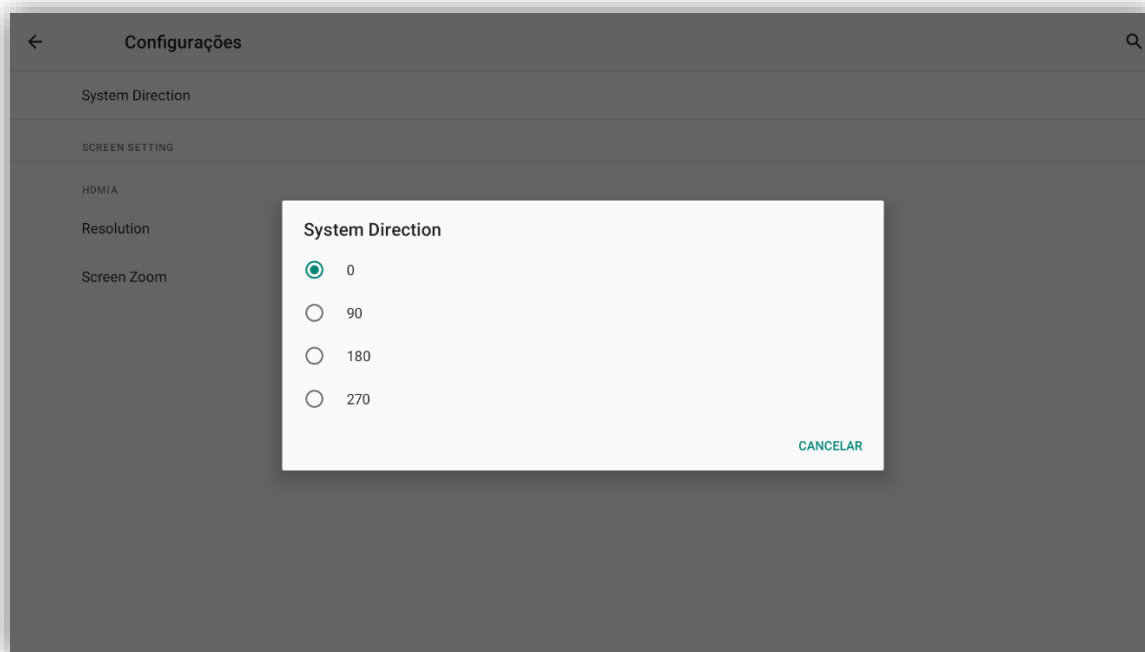 Configurações
System Direction
SCREEN SETTING
HDMIA
Resolution
Screen Zoom
System Direction
0
90
180
270
CANCELAR